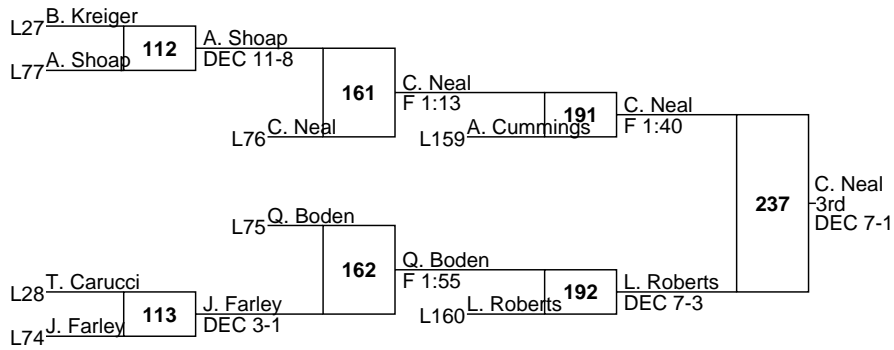 B. Kreiger
L27
112
A. Shoap
DEC 11-8
A. Shoap
L77
161
C. Neal
F 1:13
C. Neal
L76
191
C. Neal
F 1:40
A. Cummings
L159
237
C. Neal
3rd
DEC 7-1
Q. Boden
L75
162
Q. Boden
F 1:55
T. Carucci
L28
113
J. Farley
DEC 3-1
J. Farley
L74
192
L. Roberts
DEC 7-3
L. Roberts
L160